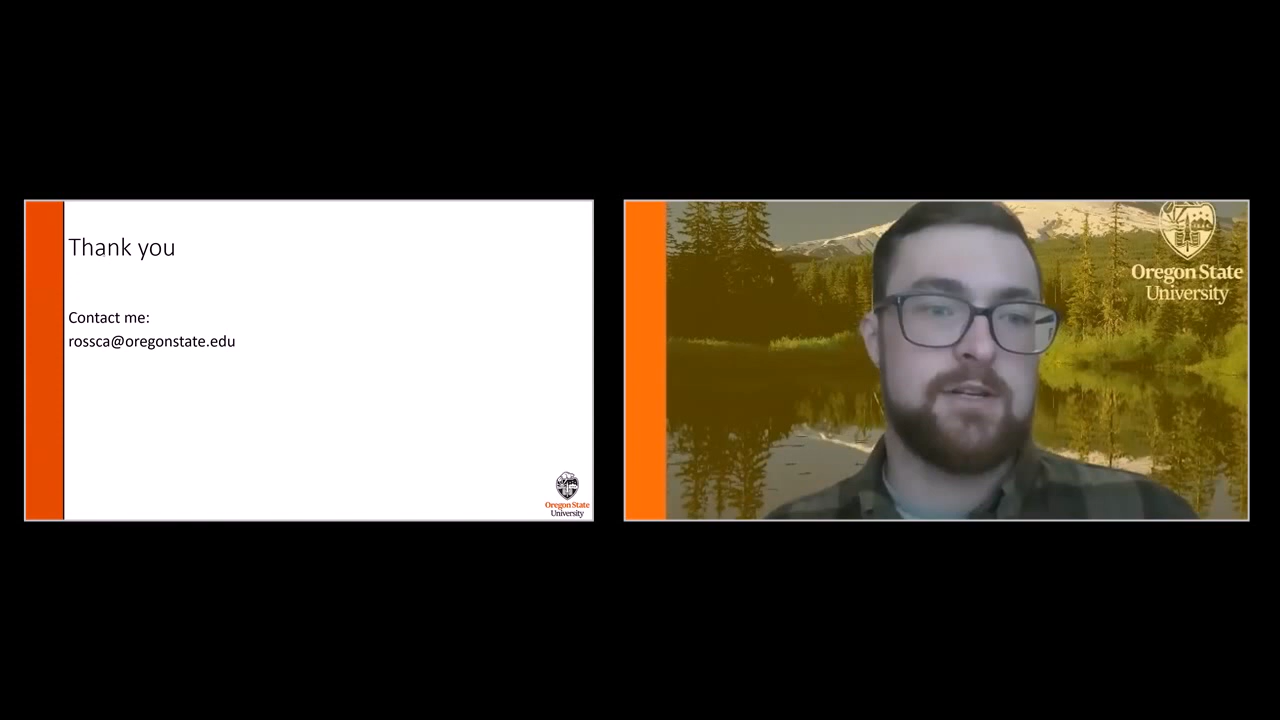 Thank you
Contact me:
rossca@oregonstate.edu
Oregon State
University
Oregon State
University